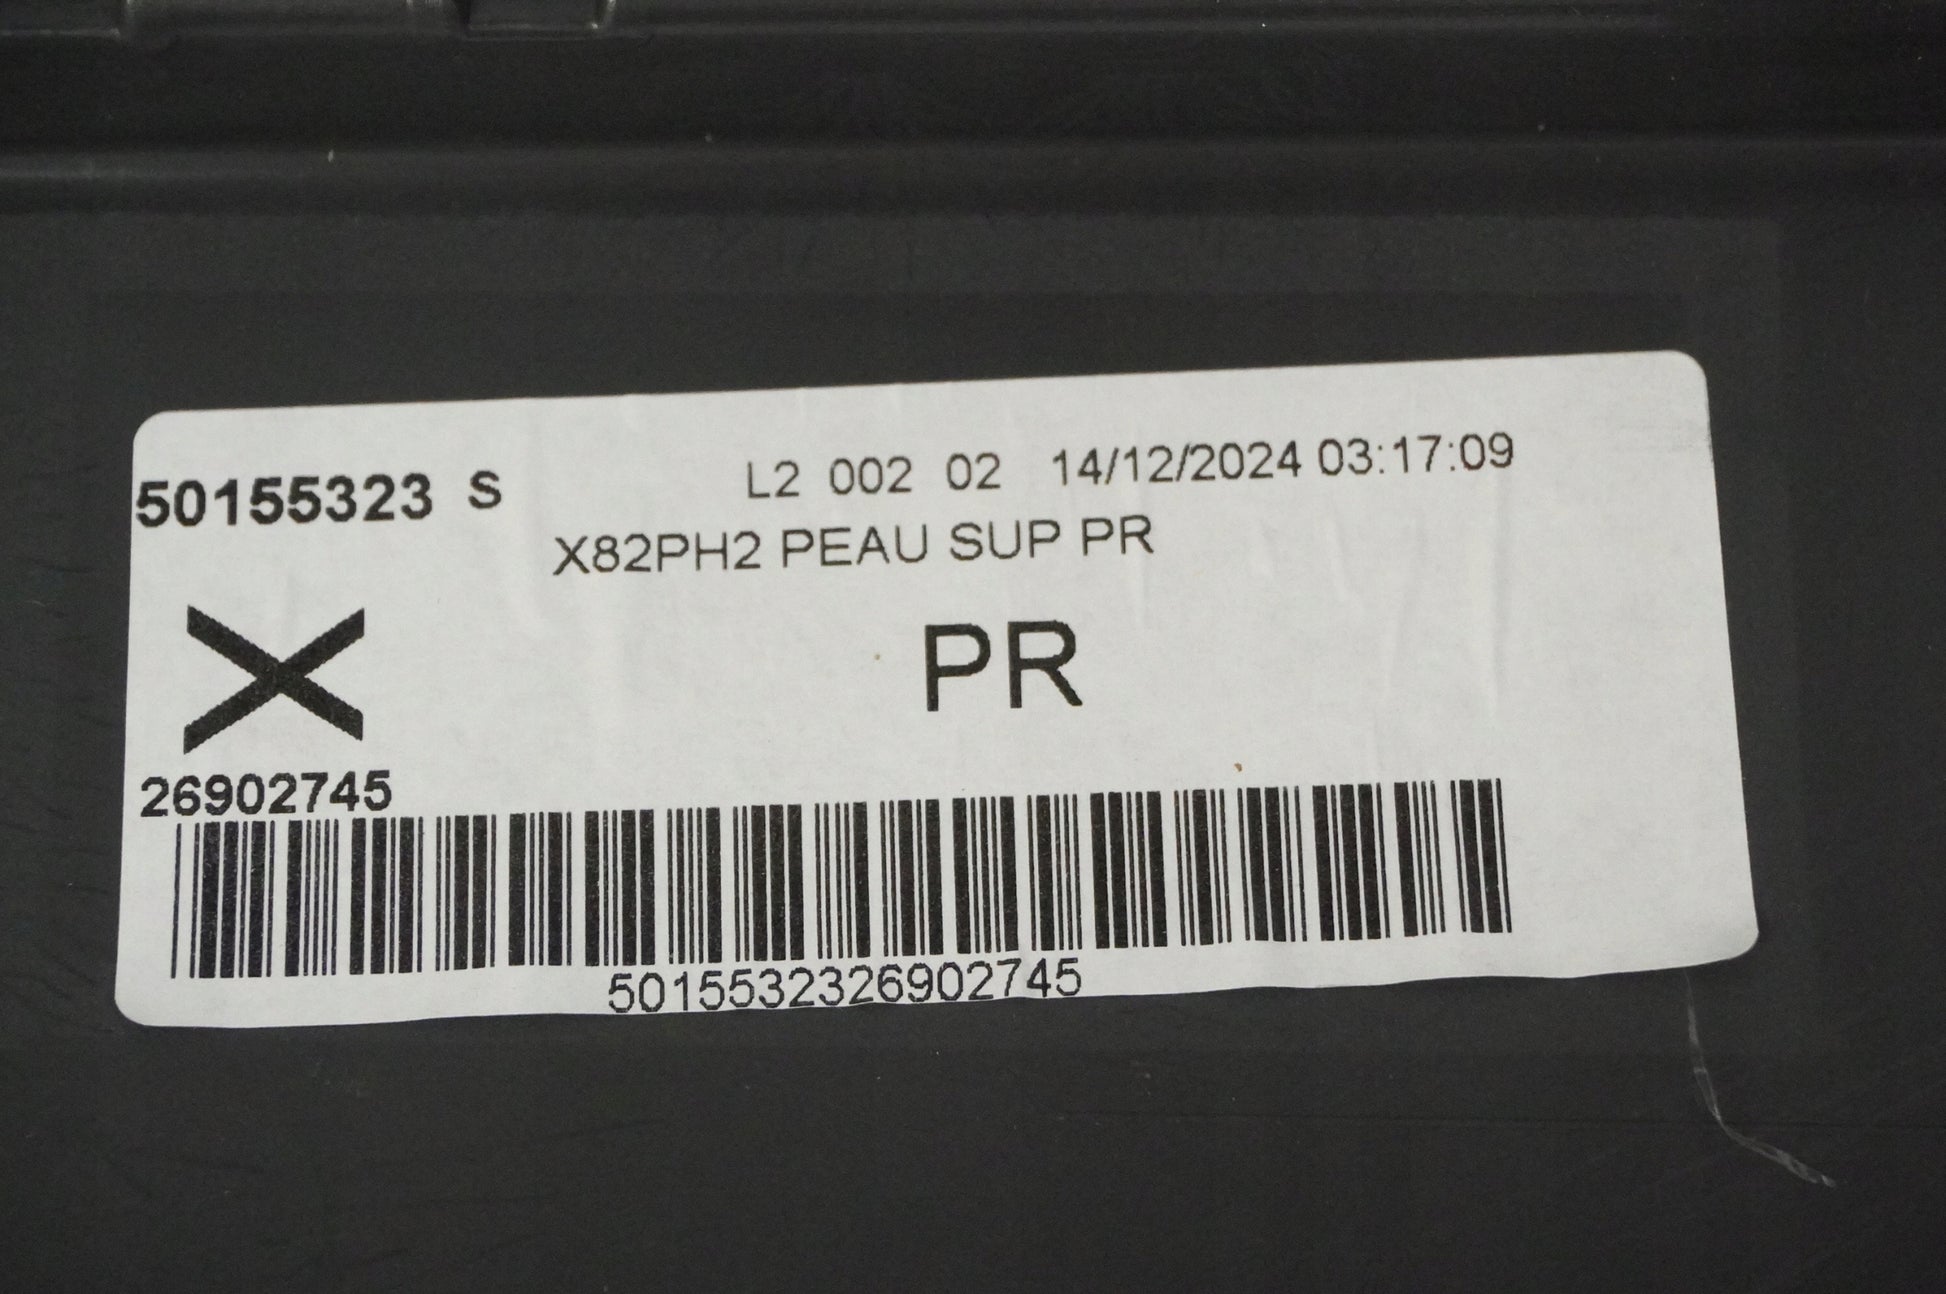 50155323 S L2 002 02 14/12/2024 03:17:09
X82PH2 PEAU SUP PR
X PR
26902745
5015532326902745